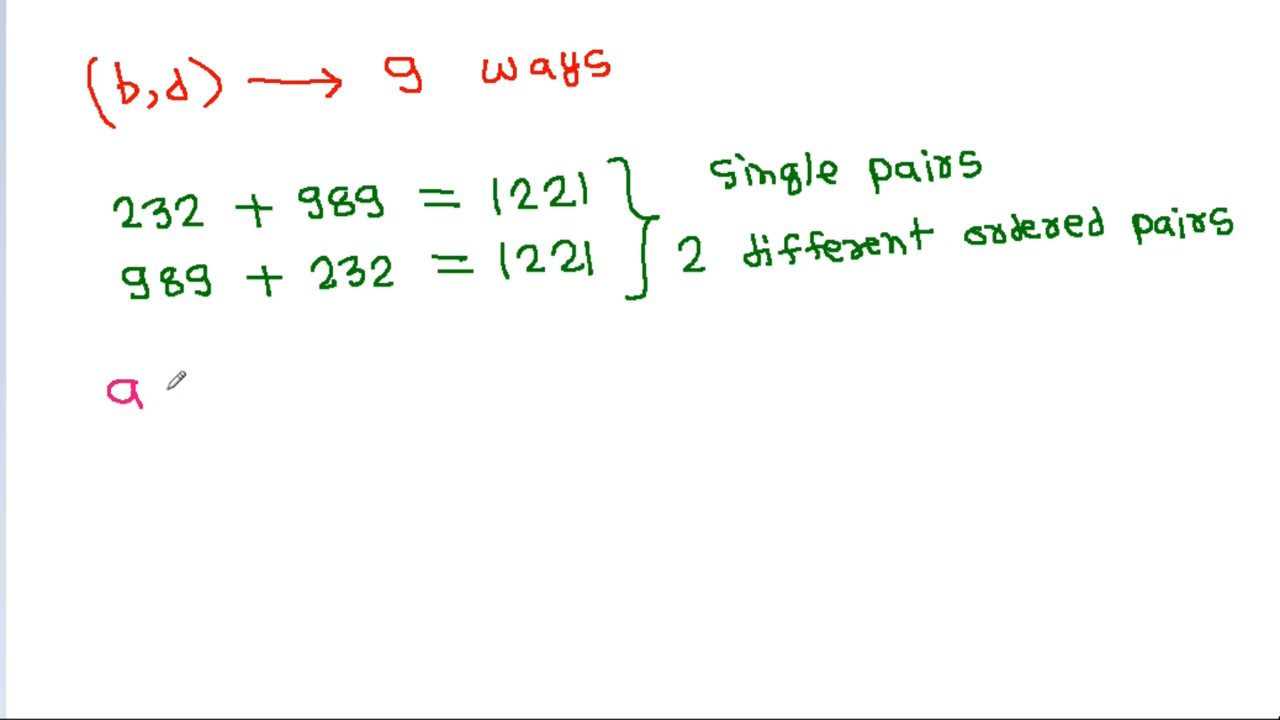 (b,d) → 9 ways
232 + 989 = 1221 } single pairs
989 + 232 = 1221 } 2 different ordered pairs
a